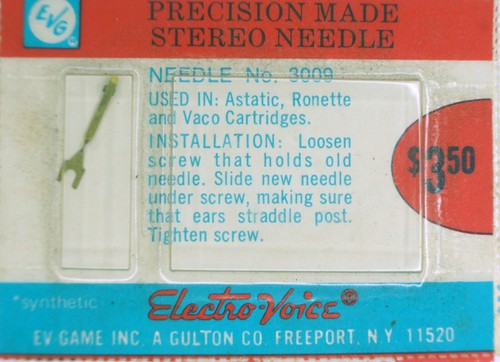 EVG
PRECISION MADE
STEREO NEEDLE
NEEDLE No. 3009
USED IN: Astatic, Ronette
and Vaco Cartridges.
INSTALLATION: Loosen
screw that holds old
needle. Slide new needle
under screw, making sure
that ears straddle post.
Tighten screw.
$3.50
*synthetic
Electro-Voice
EV GAME INC. A GULTON CO. FREEPORT, N.Y. 11520